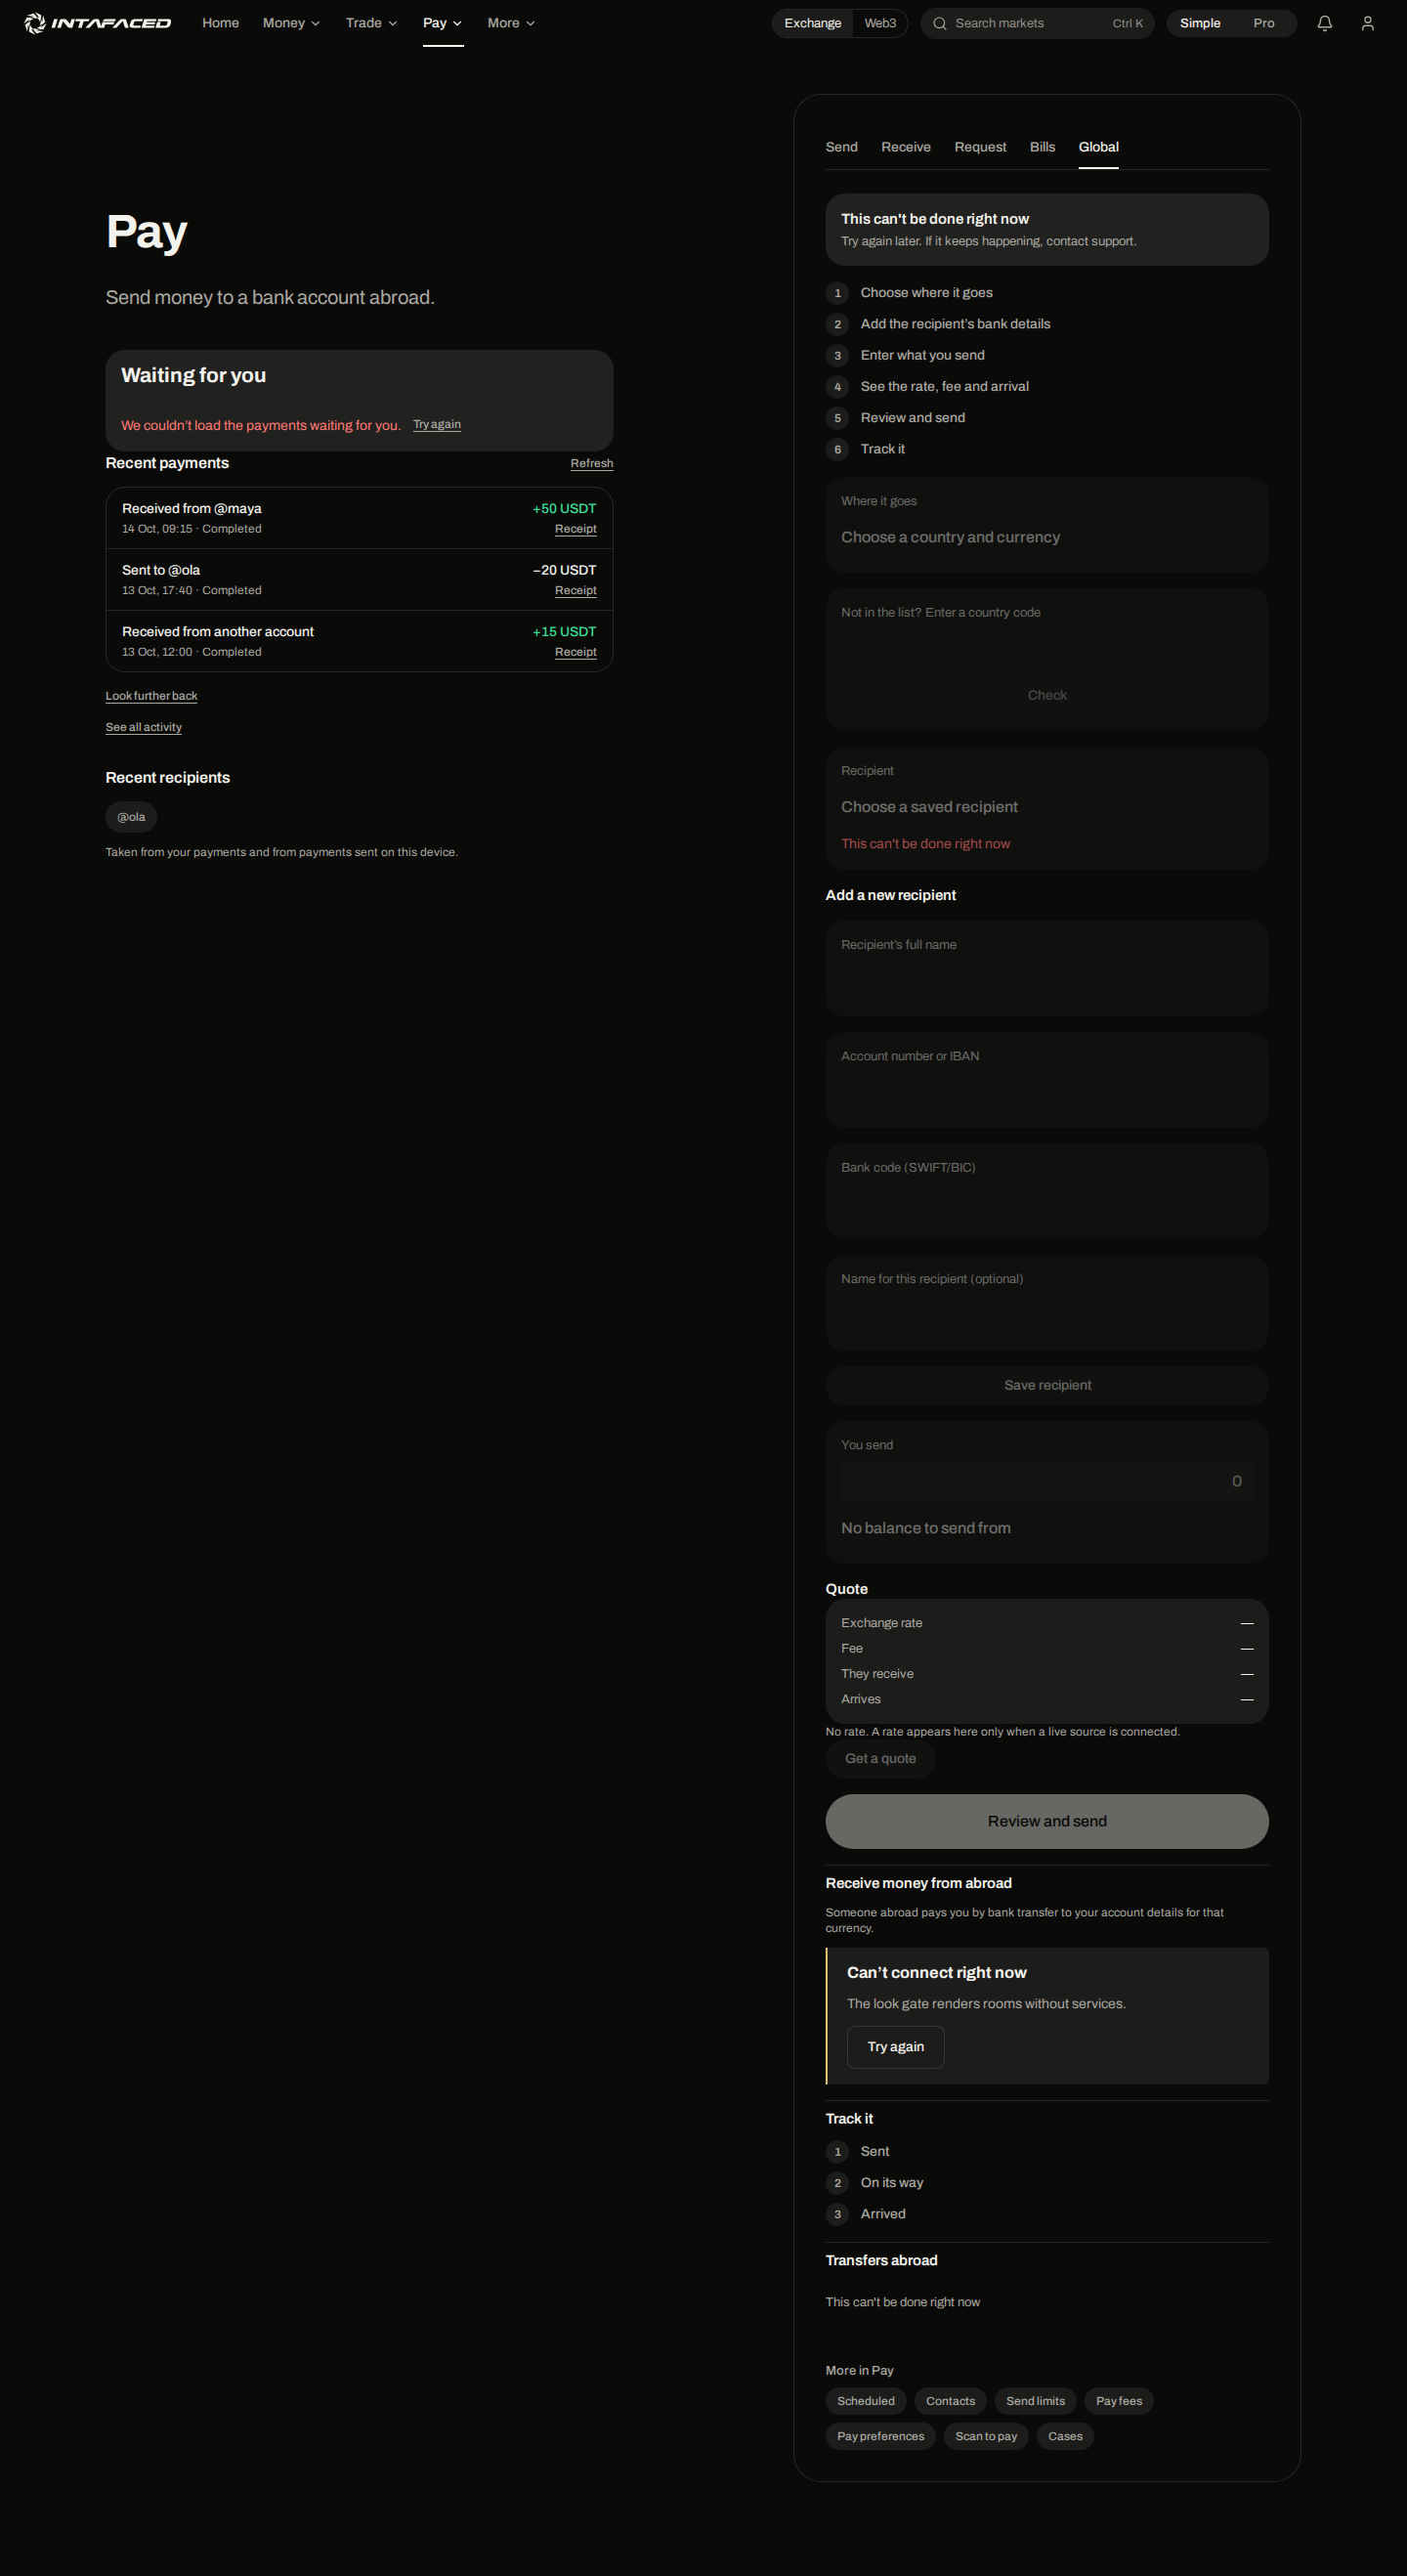 INTAFACED
Home
Money
Trade
Pay
More
Exchange
Web3
Search markets
Ctrl K
Simple
Pro
Pay
Send money to a bank account abroad.
Waiting for you
We couldn’t load the payments waiting for you. Try again
Recent payments
Refresh
Received from @maya
+50 USDT
14 Oct, 09:15 · Completed
Receipt
Sent to @ola
−20 USDT
13 Oct, 17:40 · Completed
Receipt
Received from another account
+15 USDT
13 Oct, 12:00 · Completed
Receipt
Look further back
See all activity
Recent recipients
@ola
Taken from your payments and from payments sent on this device.
Send
Receive
Request
Bills
Global
This can't be done right now
Try again later. If it keeps happening, contact support.
1 Choose where it goes
2 Add the recipient’s bank details
3 Enter what you send
4 See the rate, fee and arrival
5 Review and send
6 Track it
Where it goes
Choose a country and currency
Not in the list? Enter a country code
Check
Recipient
Choose a saved recipient
This can't be done right now
Add a new recipient
Recipient’s full name
Account number or IBAN
Bank code (SWIFT/BIC)
Name for this recipient (optional)
Save recipient
You send
0
No balance to send from
Quote
Exchange rate —
Fee —
They receive —
Arrives —
No rate. A rate appears here only when a live source is connected.
Get a quote
Review and send
Receive money from abroad
Someone abroad pays you by bank transfer to your account details for that
currency.
Can’t connect right now
The look gate renders rooms without services.
Try again
Track it
1 Sent
2 On its way
3 Arrived
Transfers abroad
This can't be done right now
More in Pay
Scheduled
Contacts
Send limits
Pay fees
Pay preferences
Scan to pay
Cases